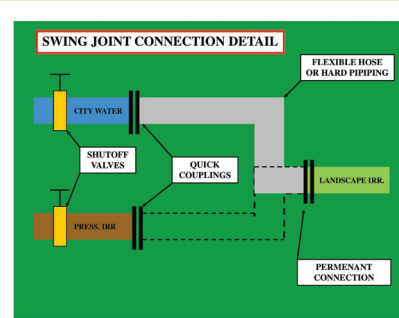 SWING JOINT CONNECTION DETAIL
FLEXIBLE HOSE
OR HARD PIPIPING
CITY WATER
SHUTOFF
VALVES
QUICK
COUPLINGS
LANDSCAPE IRR.
PRESS. IRR
PERMENANT
CONNECTION